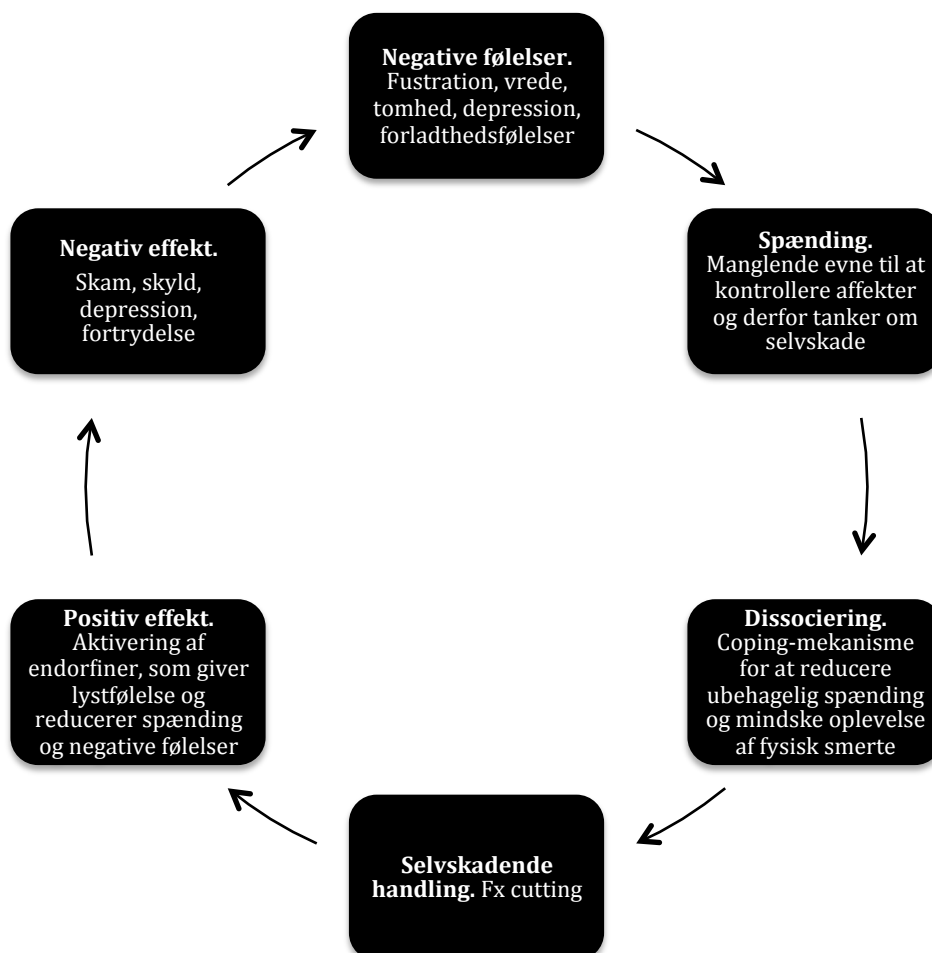 Negative følelser.
Fustration, vrede,
tomhed, depression,
forladthedsfølelser
Spænding.
Manglende evne til at
kontrollere affekter
og derfor tanker om
selvskade
Dissociering.
Coping-mekanisme
for at reducere
ubehagelig spænding
og mindske oplevelse
af fysisk smerte
Selvskadende
handling. Fx cutting
Positiv effekt.
Aktivering af
endorfiner, som giver
lystfølelse og
reducerer spænding
og negative følelser
Negativ effekt.
Skam, skyld,
depression,
fortrydelse